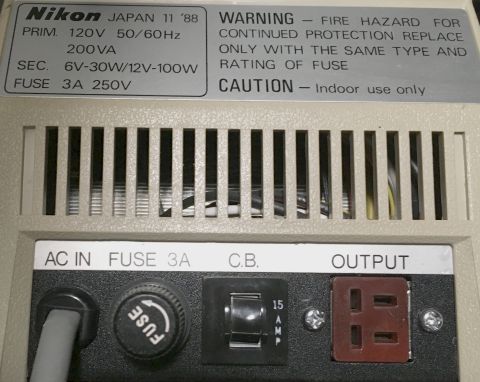 Nikon JAPAN 11 '88
PRIM. 120V 50/60Hz
200VA
SEC. 6V-30W/12V-100W
FUSE 3A 250V
WARNING – FIRE HAZARD FOR
CONTINUED PROTECTION REPLACE
ONLY WITH THE SAME TYPE AND
RATING OF FUSE
CAUTION – Indoor use only
AC IN FUSE 3A C.B. OUTPUT
FUSE
15
AMP